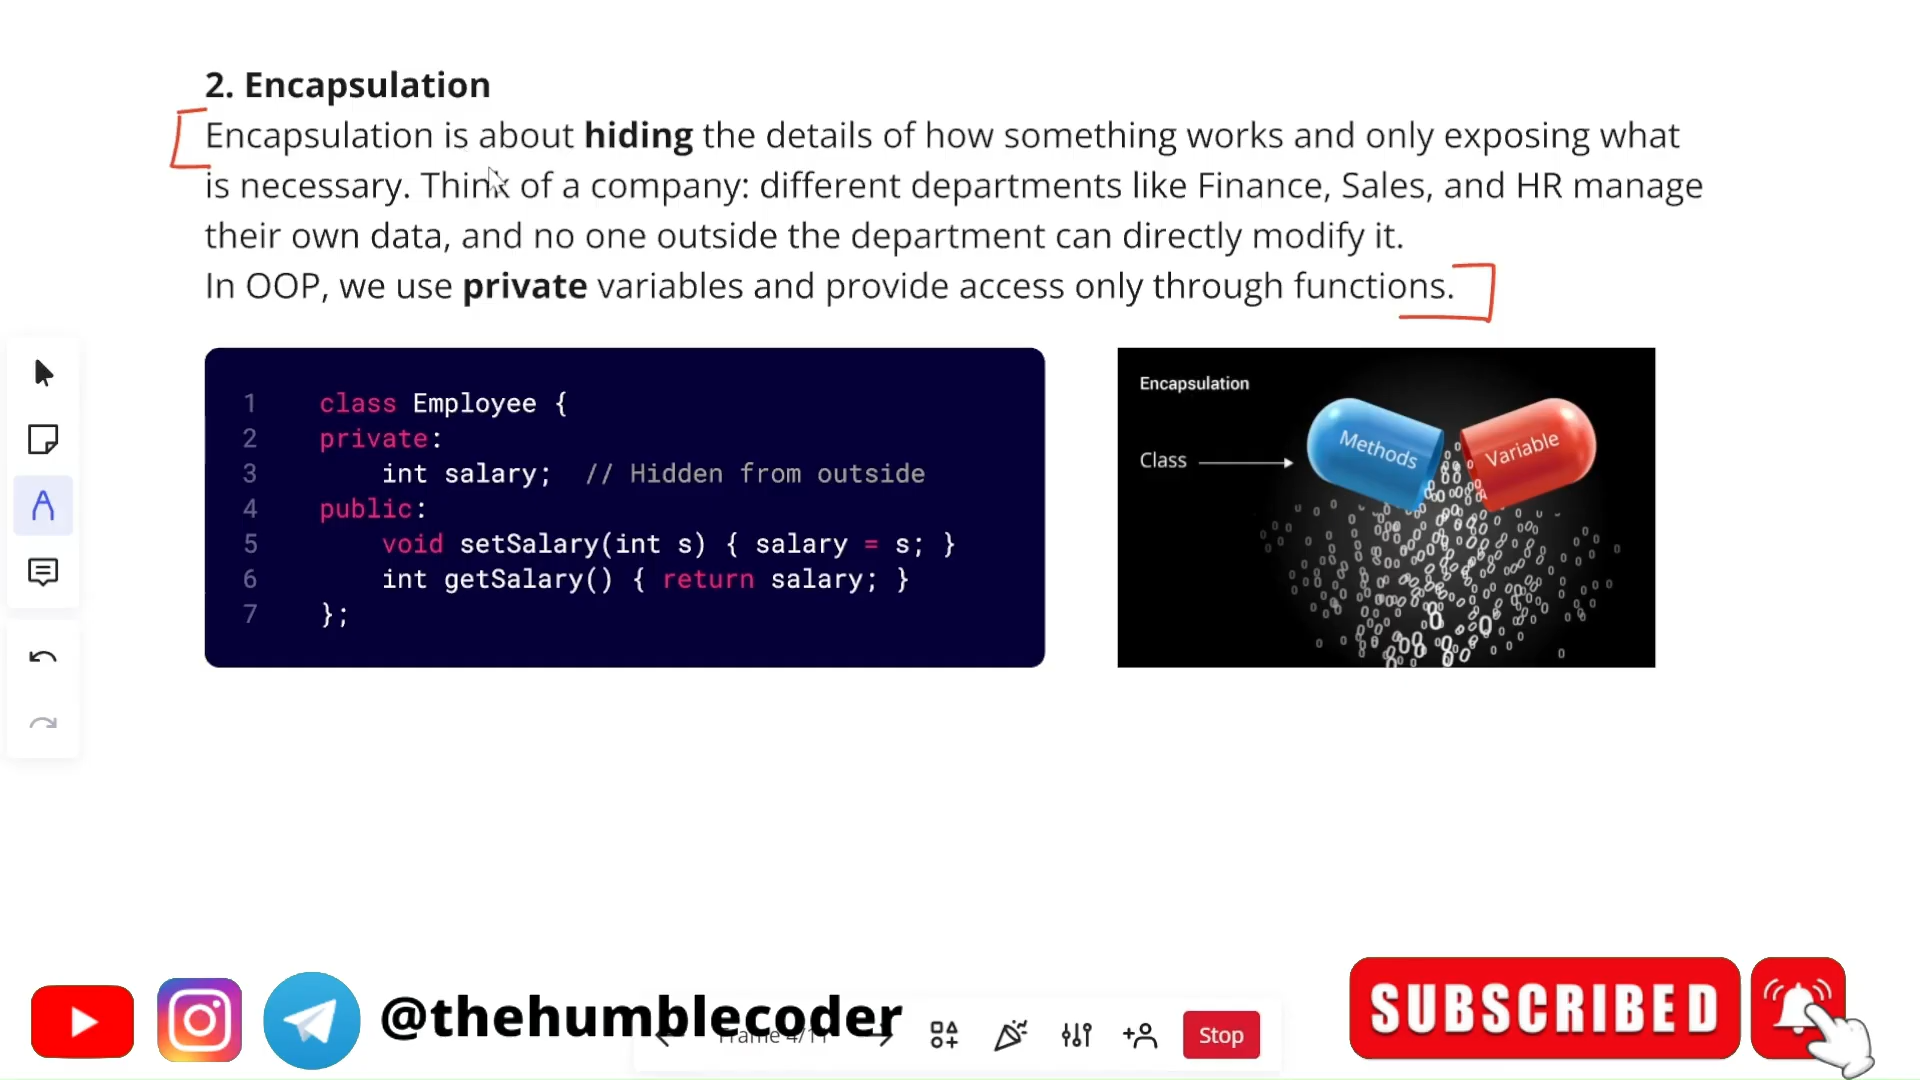 2. Encapsulation
Encapsulation is about hiding the details of how something works and only exposing what
is necessary. Think of a company: different departments like Finance, Sales, and HR manage
their own data, and no one outside the department can directly modify it.
In OOP, we use private variables and provide access only through functions.
1 class Employee {
2 private:
3 int salary; // Hidden from outside
4 public:
5 void setSalary(int s) { salary = s; }
6 int getSalary() { return salary; }
7 };
Encapsulation
Class
Methods
Variable
@thehumblecoder
Frame 4/11
Stop
SUBSCRIBED